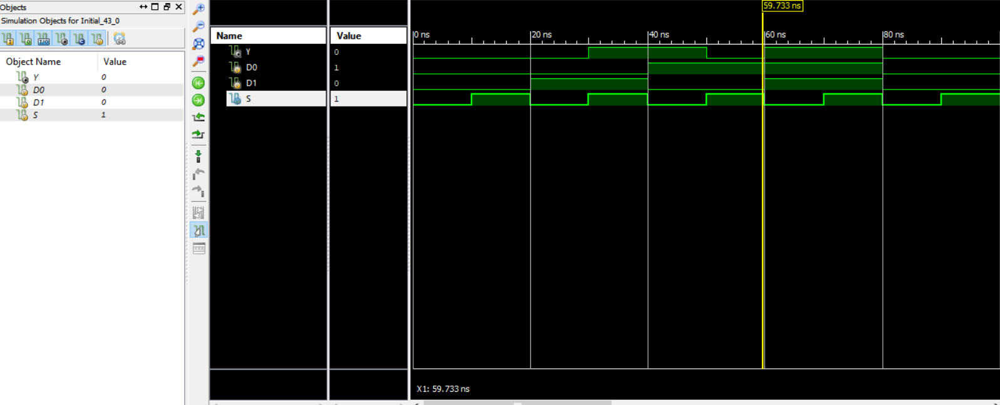 Objects
Simulation Objects for Initial_43_0
Object Name Value
Y 0
D0 0
D1 0
S 1
Name Value
Y 0
D0 1
D1 0
S 1
59.733 ns
0 ns 20 ns 40 ns 60 ns 80 ns
X1: 59.733 ns